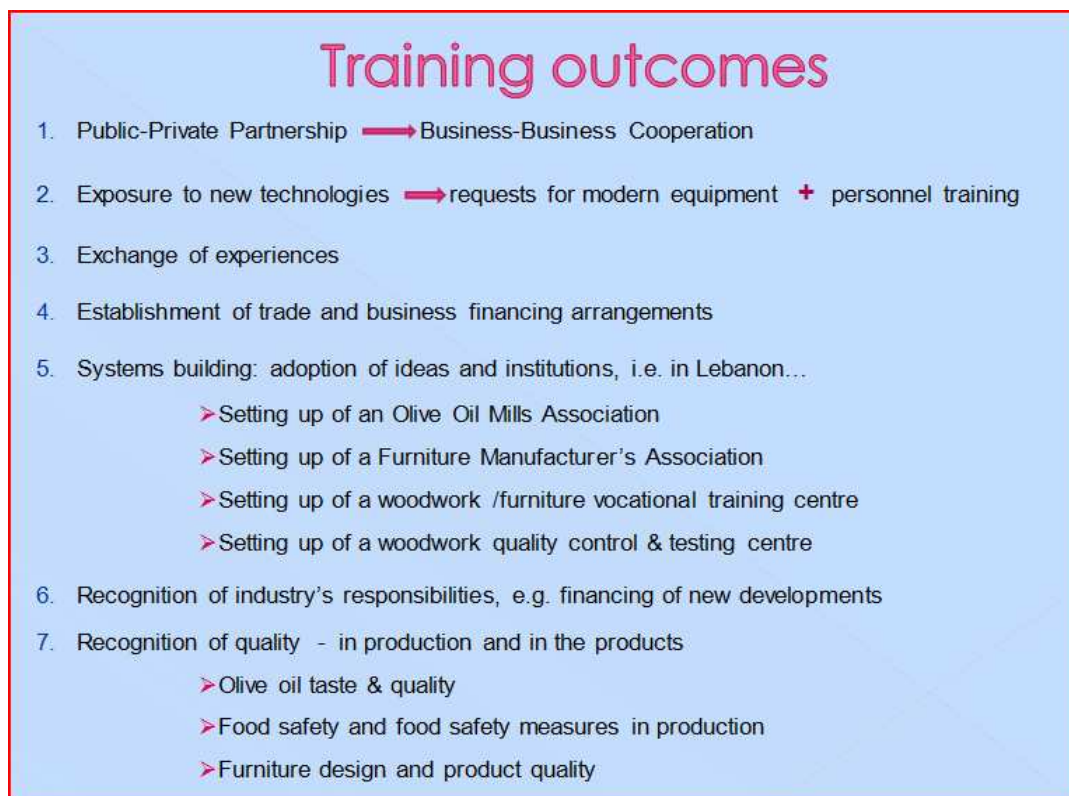 Training outcomes
1. Public-Private Partnership ⟹ Business-Business Cooperation
2. Exposure to new technologies ⟹ requests for modern equipment + personnel training
3. Exchange of experiences
4. Establishment of trade and business financing arrangements
5. Systems building: adoption of ideas and institutions, i.e. in Lebanon…
➢Setting up of an Olive Oil Mills Association
➢Setting up of a Furniture Manufacturer’s Association
➢Setting up of a woodwork /furniture vocational training centre
➢Setting up of a woodwork quality control & testing centre
6. Recognition of industry’s responsibilities, e.g. financing of new developments
7. Recognition of quality - in production and in the products
➢Olive oil taste & quality
➢Food safety and food safety measures in production
➢Furniture design and product quality